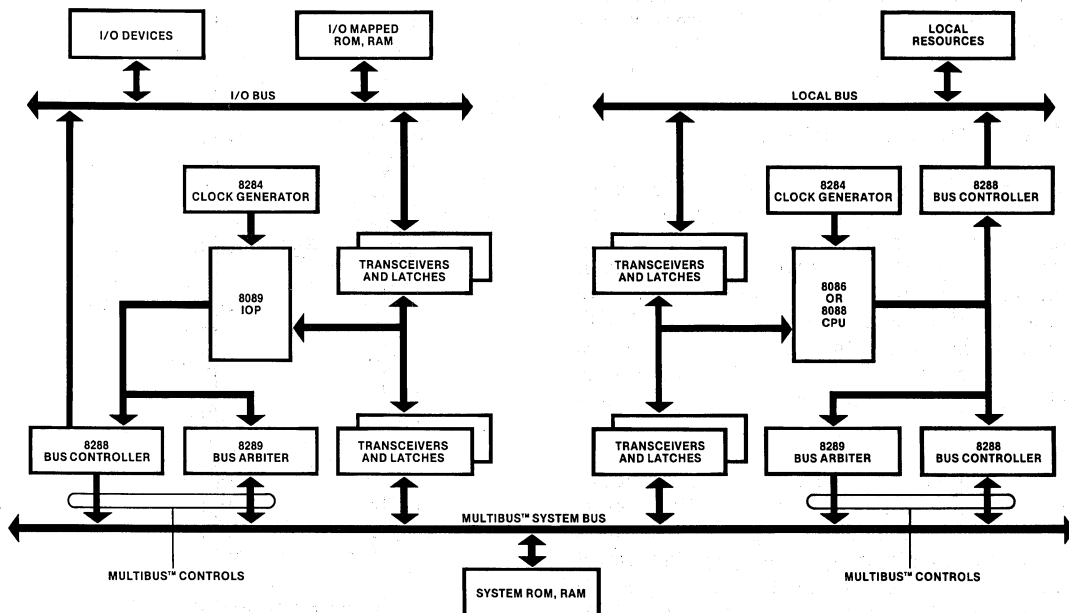 I/O DEVICES
I/O MAPPED
ROM, RAM
LOCAL
RESOURCES
I/O BUS
LOCAL BUS
8284
CLOCK GENERATOR
8284
CLOCK GENERATOR
8288
BUS CONTROLLER
TRANSCEIVERS
AND LATCHES
TRANSCEIVERS
AND LATCHES
8089
IOP
8086
OR
8088
CPU
8288
BUS CONTROLLER
8289
BUS ARBITER
TRANSCEIVERS
AND LATCHES
TRANSCEIVERS
AND LATCHES
8289
BUS ARBITER
8288
BUS CONTROLLER
MULTIBUS™ SYSTEM BUS
MULTIBUS™ CONTROLS
MULTIBUS™ CONTROLS
SYSTEM ROM, RAM